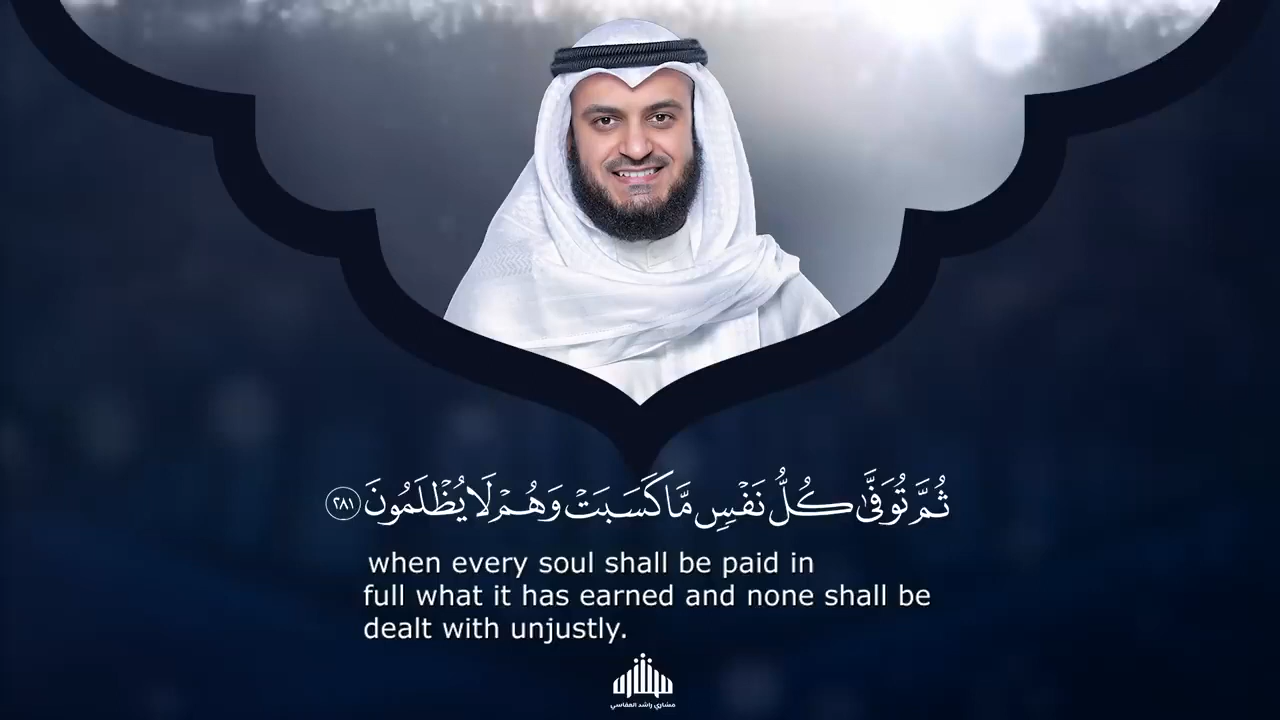 ثُمَّ تُوَفَّىٰ كُلُّ نَفْسٍ مَّا كَسَبَتْ وَهُمْ لَا يُظْلَمُونَ ٢٨١
when every soul shall be paid in
full what it has earned and none shall be
dealt with unjustly.
مشاري راشد العفاسي